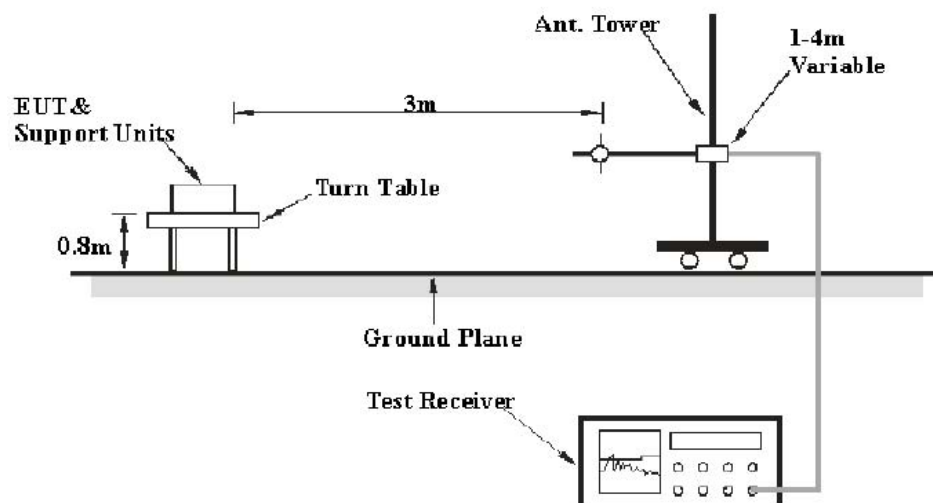 Ant. Tower
1-4m
Variable
EUT&
Support Units
3m
Turn Table
0.8m
Ground Plane
Test Receiver